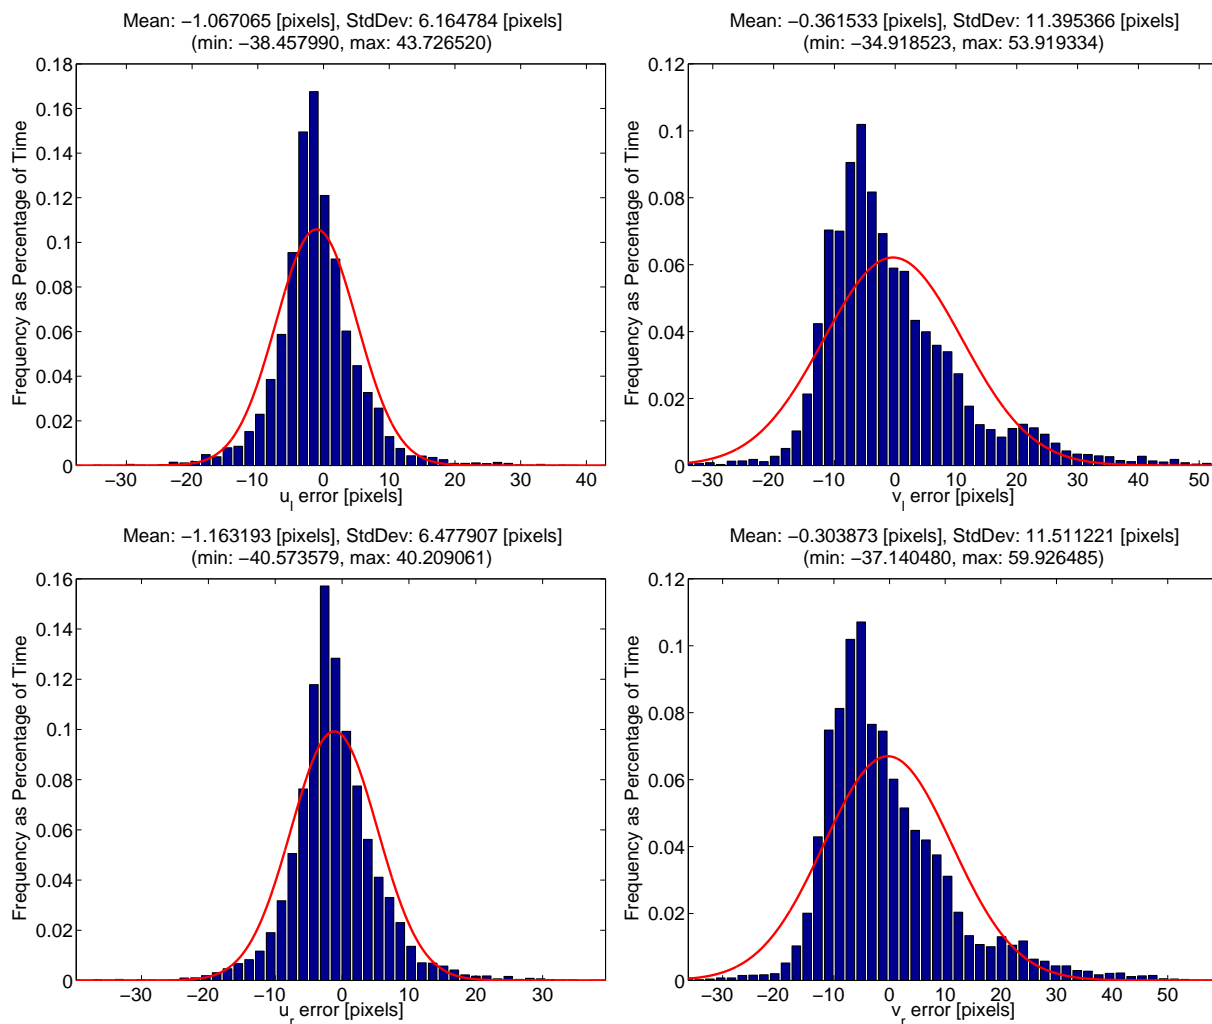 Mean: −1.067065 [pixels], StdDev: 6.164784 [pixels]
(min: −38.457990, max: 43.726520)
0.18
0.16
0.14
0.12
0.1
0.08
0.06
0.04
0.02
0
Frequency as Percentage of Time
−30 −20 −10 0 10 20 30 40
u_l error [pixels]
Mean: −0.361533 [pixels], StdDev: 11.395366 [pixels]
(min: −34.918523, max: 53.919334)
0.12
0.1
0.08
0.06
0.04
0.02
0
Frequency as Percentage of Time
−30 −20 −10 0 10 20 30 40 50
v_l error [pixels]
Mean: −1.163193 [pixels], StdDev: 6.477907 [pixels]
(min: −40.573579, max: 40.209061)
0.16
0.14
0.12
0.1
0.08
0.06
0.04
0.02
0
Frequency as Percentage of Time
−30 −20 −10 0 10 20 30
u_r error [pixels]
Mean: −0.303873 [pixels], StdDev: 11.511221 [pixels]
(min: −37.140480, max: 59.926485)
0.12
0.1
0.08
0.06
0.04
0.02
0
Frequency as Percentage of Time
−30 −20 −10 0 10 20 30 40 50
v_r error [pixels]